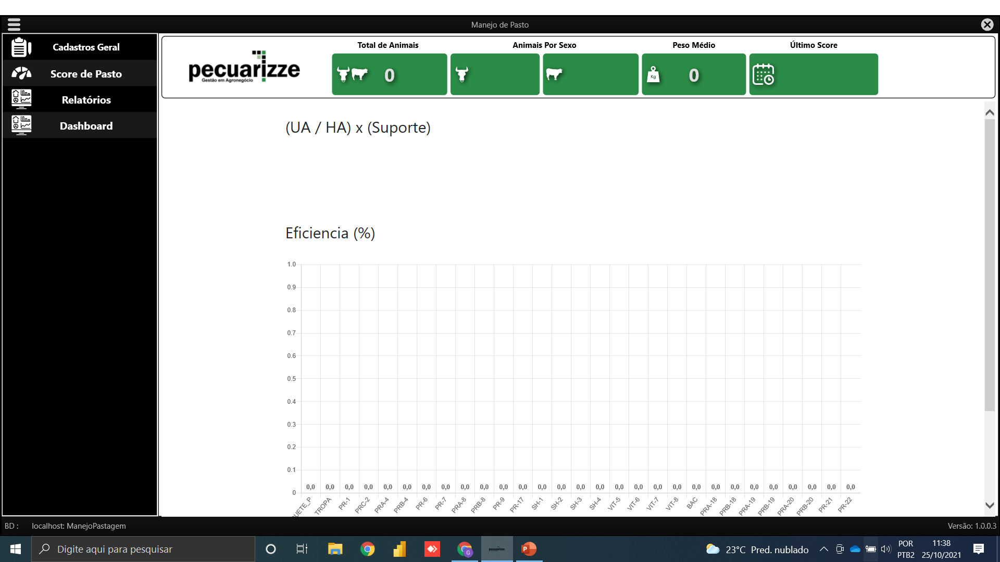 Manejo de Pasto
Cadastros Geral
Score de Pasto
Relatórios
Dashboard
pecuarizze
Gestão em Agronegócio
Total de Animais
Animais Por Sexo
Peso Médio
Último Score
0
Kg
0
(UA / HA) x (Suporte)
Eficiencia (%)
1.0
0.9
0.8
0.7
0.6
0.5
0.4
0.3
0.2
0.1
0
0,0 0,0 0,0 0,0 0,0 0,0 0,0 0,0 0,0 0,0 0,0 0,0 0,0 0,0 0,0 0,0 0,0 0,0 0,0 0,0 0,0 0,0 0,0 0,0 0,0 0,0 0,0 0,0 0,0
UETE_P TROPA PR-1 PRC-2 PRA-4 PRB-4 PR-6 PR-7 PRA-8 PRB-8 PR-9 PR-17 SH-1 SH-2 SH-3 SH-4 VIT-5 VIT-6 VIT-7 VIT-8 BAC PRA-18 PRB-18 PRA-19 PRB-19 PRA-20 PRB-20 PR-21 PR-22
BD : localhost: ManejoPastagem
Versão: 1.0.0.3
Digite aqui para pesquisar
G
pecuarizze
P
23°C Pred. nublado
POR
PTB2
11:38
25/10/2021